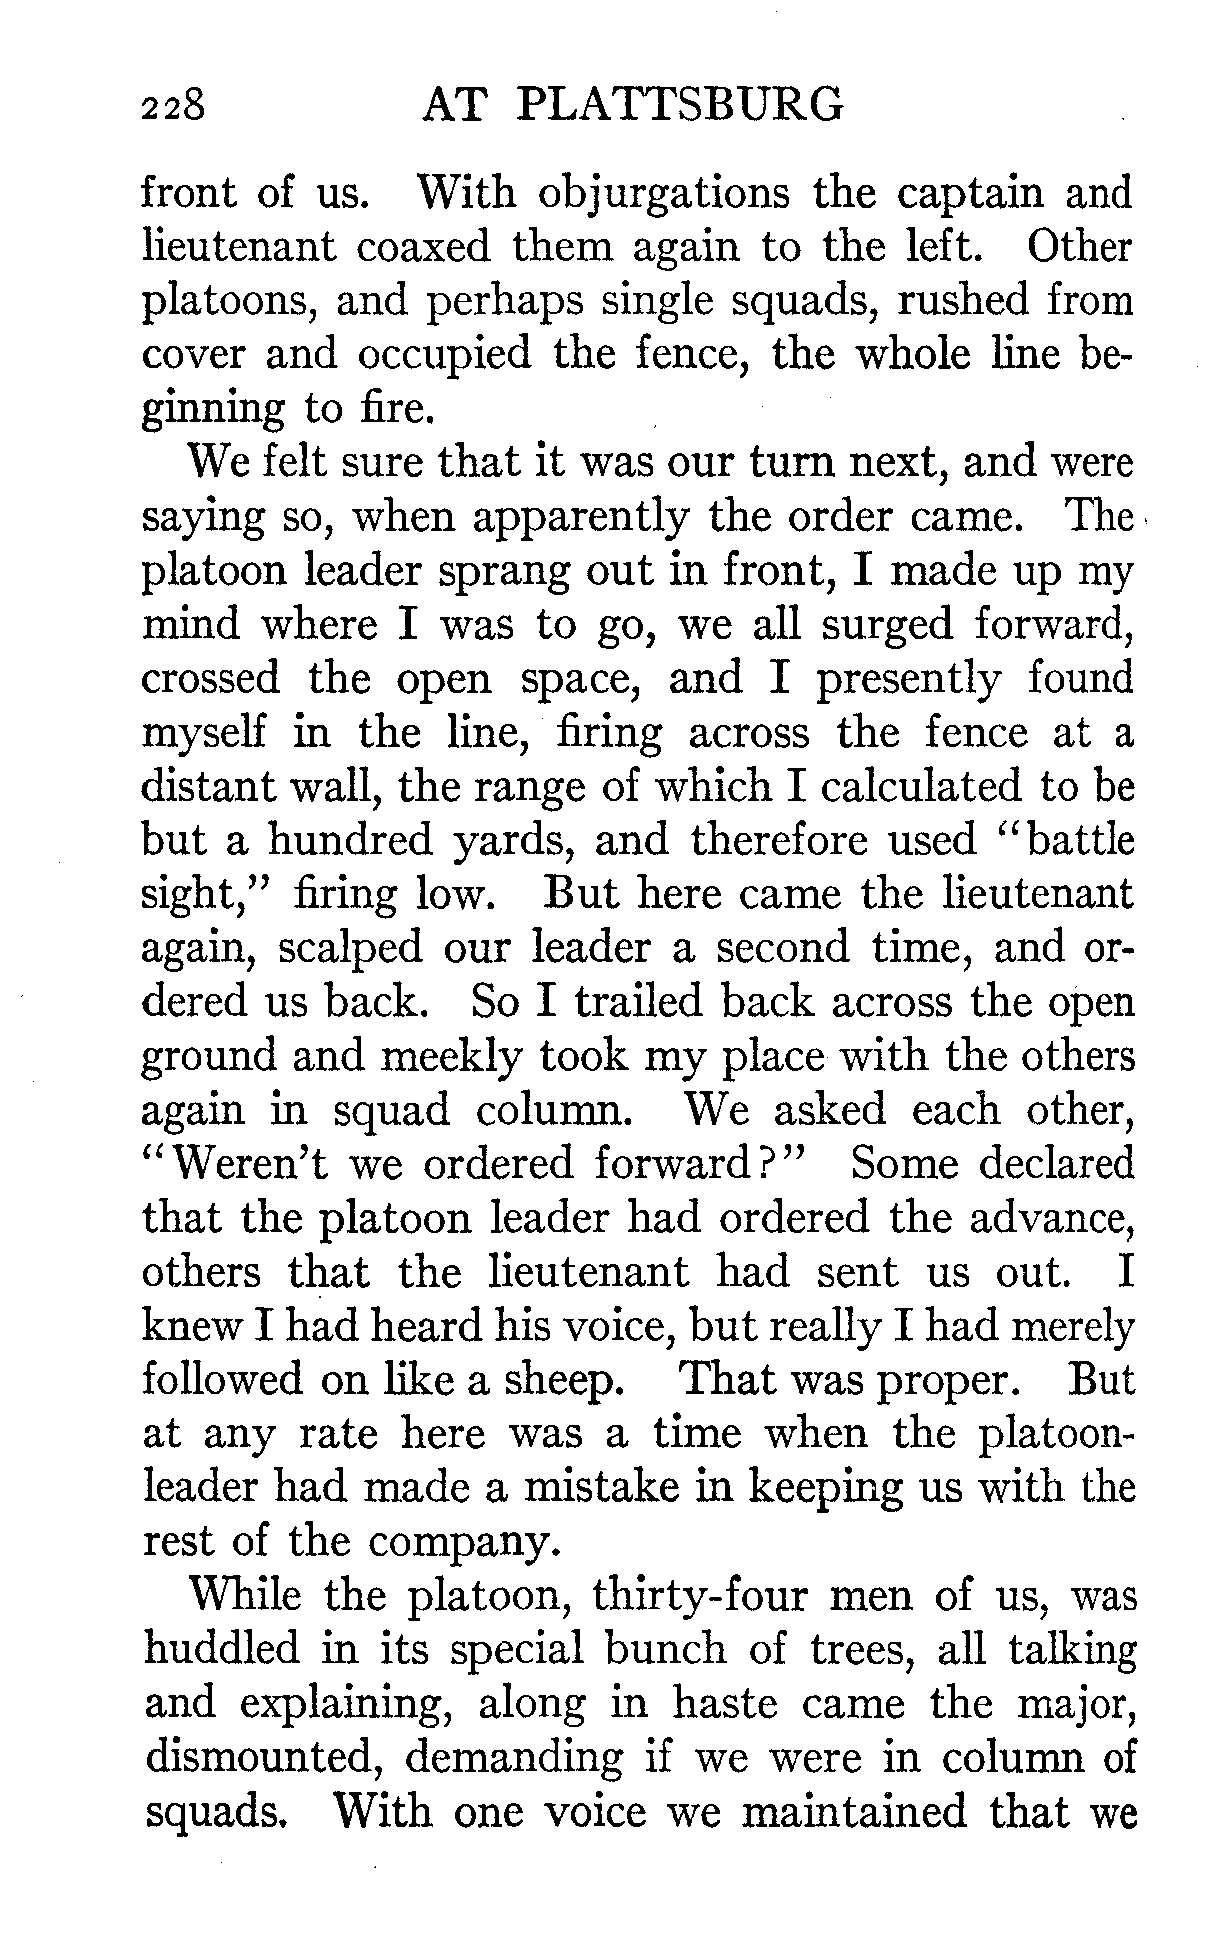 228 AT PLATTSBURG
front of us. With objurgations the captain and
lieutenant coaxed them again to the left. Other
platoons, and perhaps single squads, rushed from
cover and occupied the fence, the whole line be-
ginning to fire.
We felt sure that it was our turn next, and were
saying so, when apparently the order came. The
platoon leader sprang out in front, I made up my
mind where I was to go, we all surged forward,
crossed the open space, and I presently found
myself in the line, firing across the fence at a
distant wall, the range of which I calculated to be
but a hundred yards, and therefore used "battle
sight," firing low. But here came the lieutenant
again, scalped our leader a second time, and or-
dered us back. So I trailed back across the open
ground and meekly took my place with the others
again in squad column. We asked each other,
"Weren't we ordered forward?" Some declared
that the platoon leader had ordered the advance,
others that the lieutenant had sent us out. I
knew I had heard his voice, but really I had merely
followed on like a sheep. That was proper. But
at any rate here was a time when the platoon-
leader had made a mistake in keeping us with the
rest of the company.
While the platoon, thirty-four men of us, was
huddled in its special bunch of trees, all talking
and explaining, along in haste came the major,
dismounted, demanding if we were in column of
squads. With one voice we maintained that we